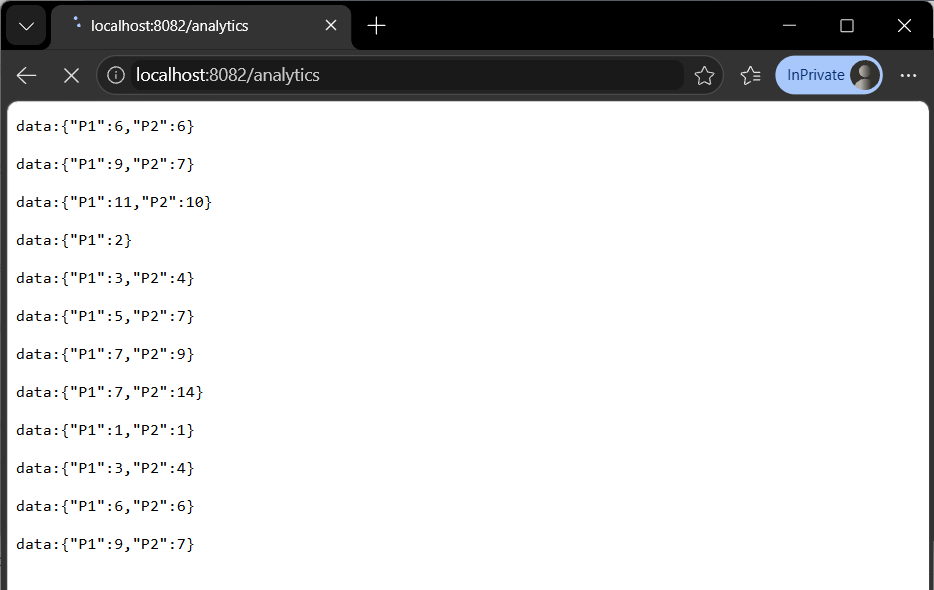 localhost:8082/analytics
localhost:8082/analytics
InPrivate
data:{"P1":6,"P2":6}
data:{"P1":9,"P2":7}
data:{"P1":11,"P2":10}
data:{"P1":2}
data:{"P1":3,"P2":4}
data:{"P1":5,"P2":7}
data:{"P1":7,"P2":9}
data:{"P1":7,"P2":14}
data:{"P1":1,"P2":1}
data:{"P1":3,"P2":4}
data:{"P1":6,"P2":6}
data:{"P1":9,"P2":7}